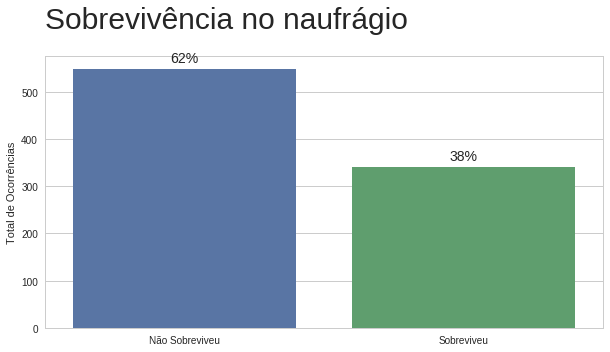 Sobrevivência no naufrágio
62%
38%
Total de Ocorrências
500
400
300
200
100
0
Não Sobreviveu
Sobreviveu